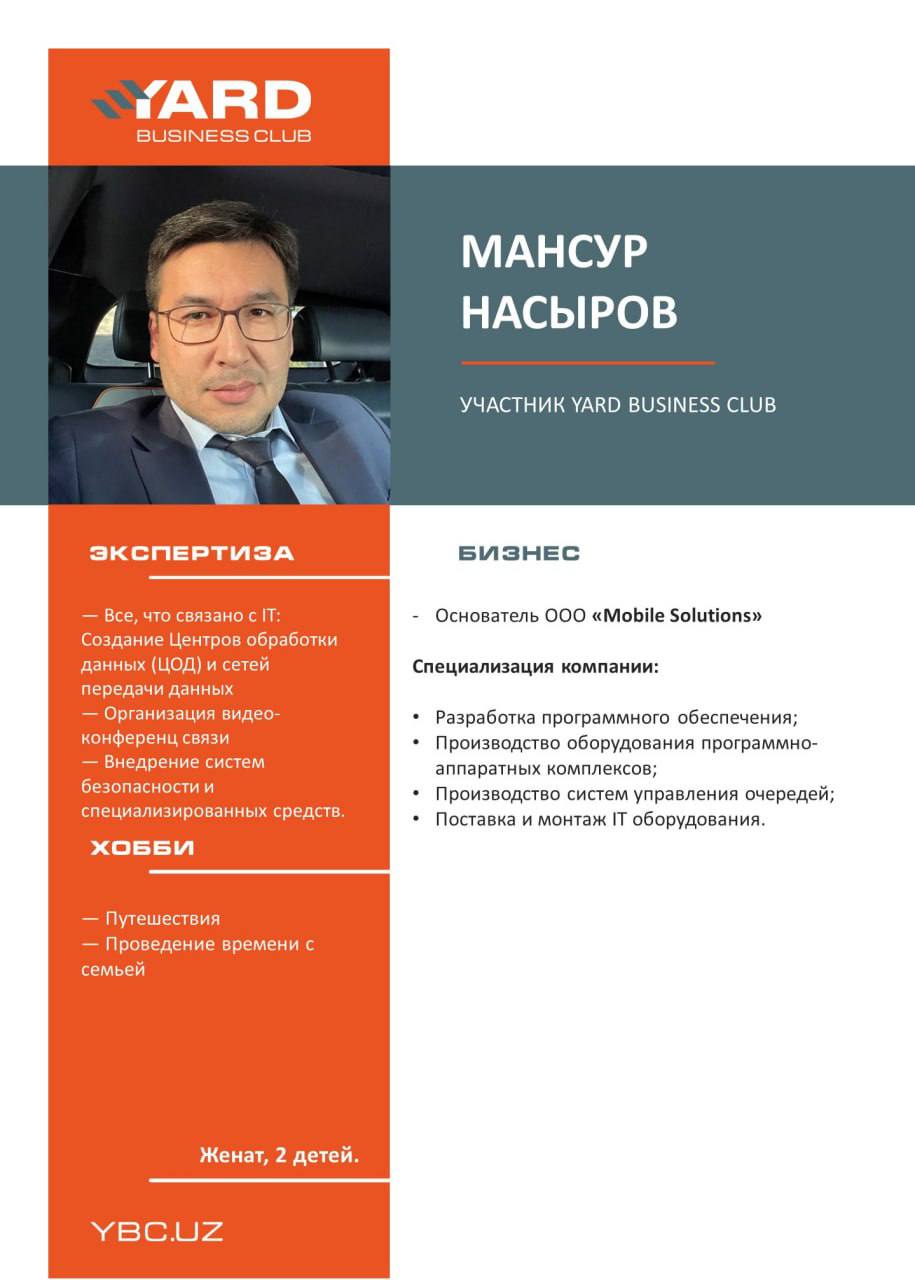 YARD
BUSINESS CLUB
МАНСУР
НАСЫРОВ
УЧАСТНИК YARD BUSINESS CLUB
ЭКСПЕРТИЗА
— Все, что связано с IT:
Создание Центров обработки
данных (ЦОД) и сетей
передачи данных
— Организация видео-
конференц связи
— Внедрение систем
безопасности и
специализированных средств.
ХОББИ
— Путешествия
— Проведение времени с
семьей
Женат, 2 детей.
YBC.UZ
БИЗНЕС
- Основатель ООО «Mobile Solutions»
Специализация компании:
• Разработка программного обеспечения;
• Производство оборудования программно-
аппаратных комплексов;
• Производство систем управления очередей;
• Поставка и монтаж IT оборудования.